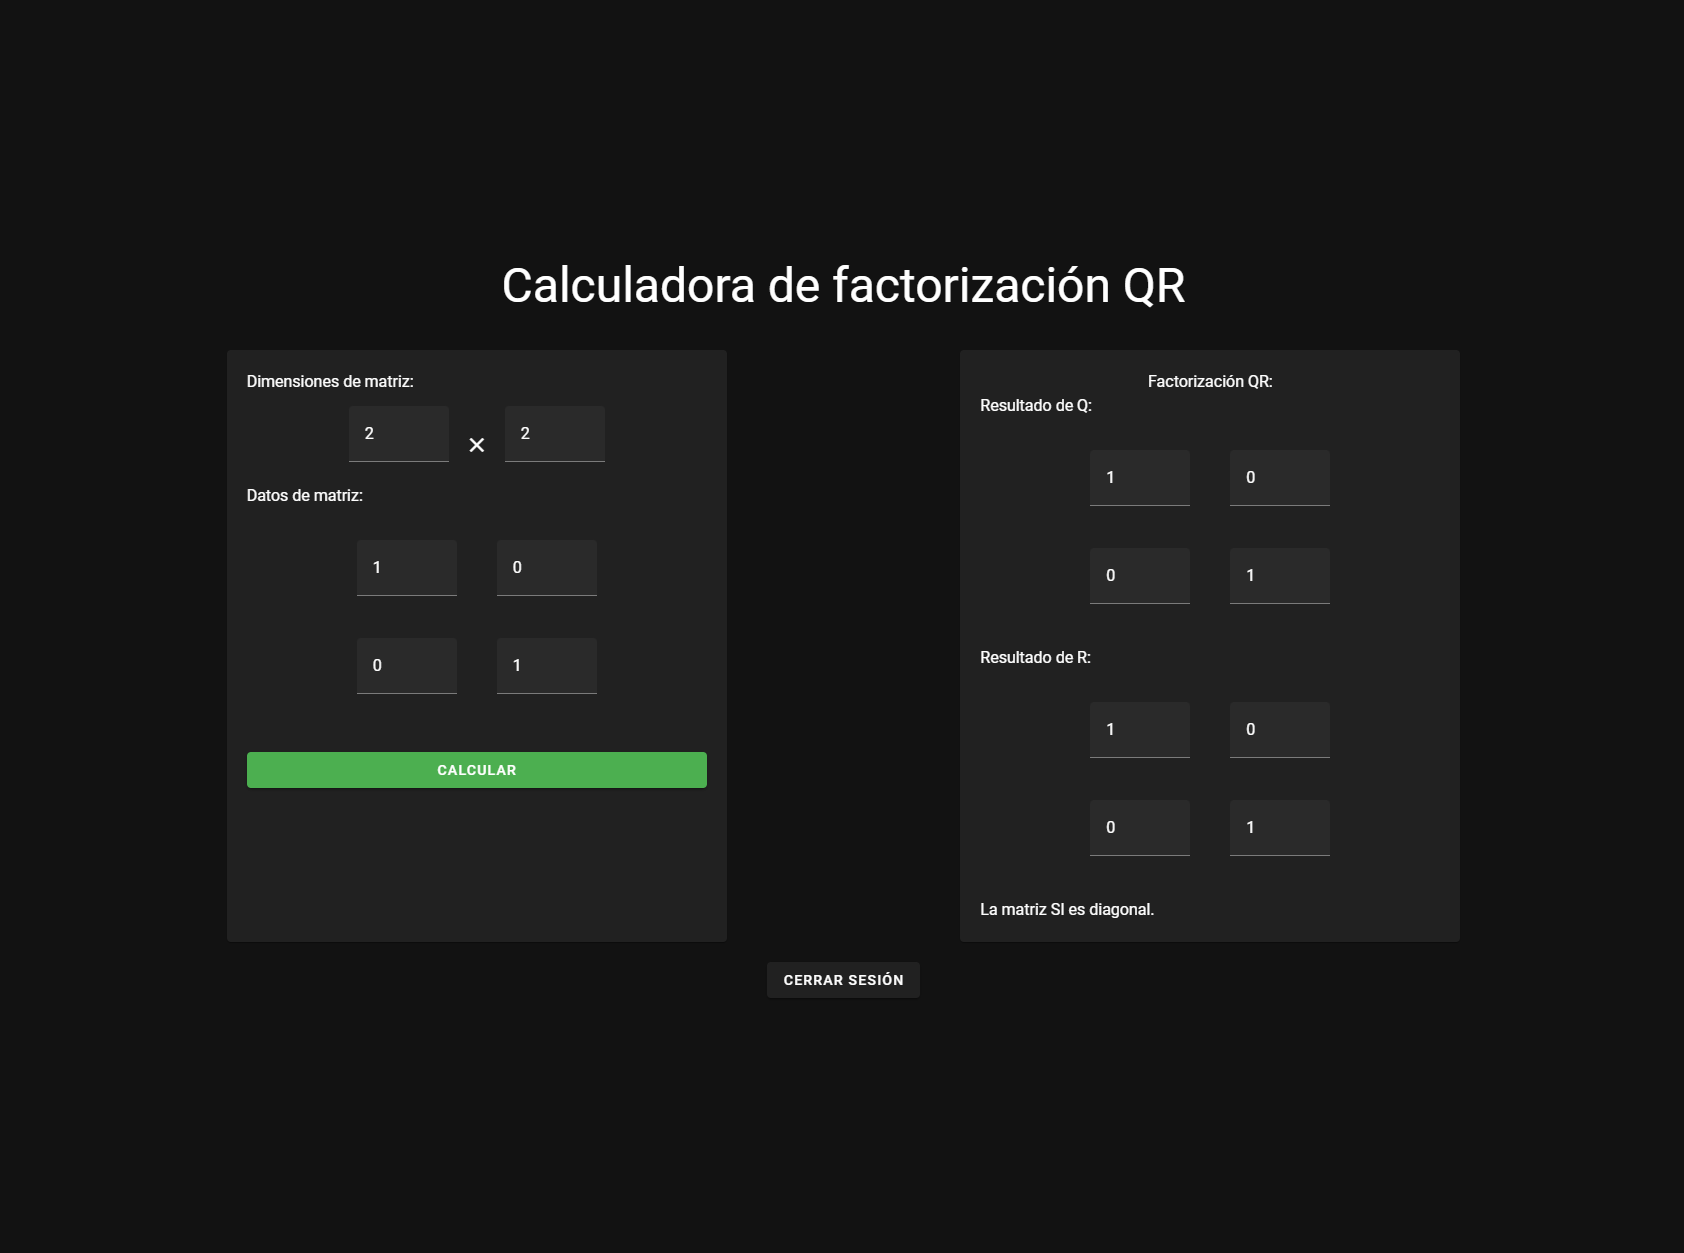 Calculadora de factorización QR
Dimensiones de matriz:
2 × 2
Datos de matriz:
1 0
0 1
CALCULAR
Factorización QR:
Resultado de Q:
1 0
0 1
Resultado de R:
1 0
0 1
La matriz SI es diagonal.
CERRAR SESIÓN